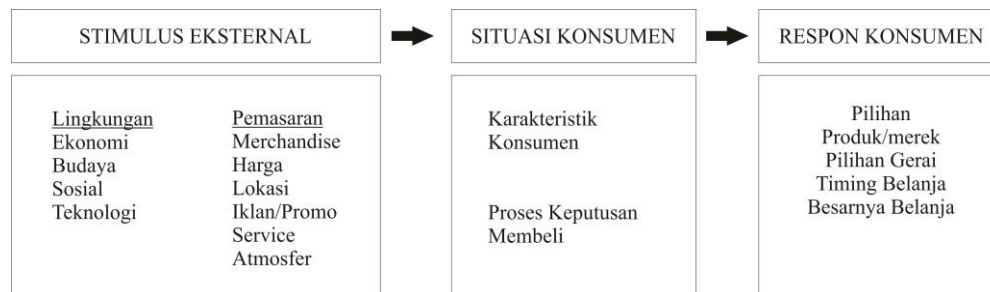 STIMULUS EKSTERNAL
SITUASI KONSUMEN
RESPON KONSUMEN
Lingkungan
Ekonomi
Budaya
Sosial
Teknologi
Pemasaran
Merchandise
Harga
Lokasi
Iklan/Promo
Service
Atmosfer
Karakteristik
Konsumen
Proses Keputusan
Membeli
Pilihan
Produk/merek
Pilihan Gerai
Timing Belanja
Besarnya Belanja